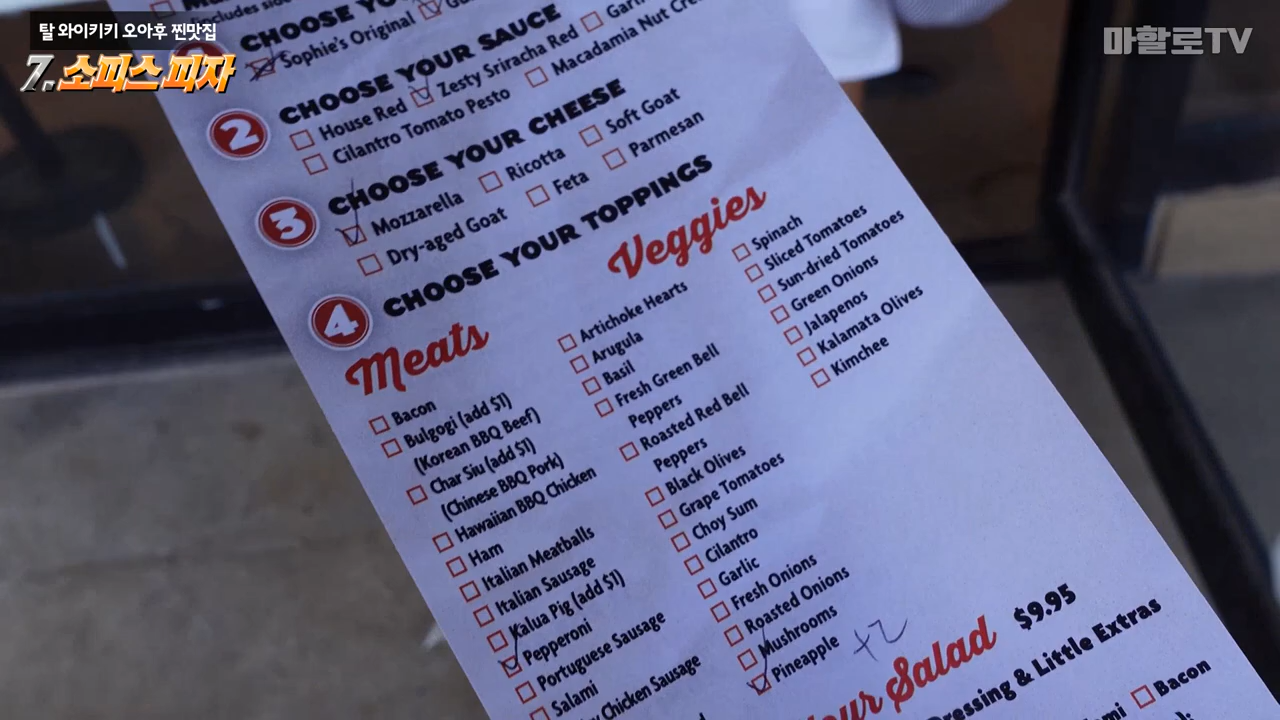 탈 와이키키 오아후 찐맛집
7. 소피스 피자
마할로TV
CHOOSE
Sophie's Original
2 CHOOSE YOUR SAUCE
House Red
Zesty Sriracha Red
Cilantro Tomato Pesto
Macadamia Nut
3 CHOOSE YOUR CHEESE
Mozzarella
Ricotta
Soft Goat
Dry-aged Goat
Feta
Parmesan
4 CHOOSE YOUR TOPPINGS
Meats
Bacon
Bulgogi (add $1)
(Korean BBQ Beef)
Char Siu (add $1)
(Chinese BBQ Pork)
Hawaiian BBQ Chicken
Ham
Italian Meatballs
Italian Sausage
Kalua Pig (add $1)
Pepperoni
Portuguese Sausage
Salami
Chicken Sausage
Veggies
Artichoke Hearts
Arugula
Basil
Fresh Green Bell
Peppers
Roasted Red Bell
Peppers
Black Olives
Grape Tomatoes
Choy Sum
Cilantro
Garlic
Fresh Onions
Roasted Onions
Mushrooms
Pineapple +2
Spinach
Sliced Tomatoes
Sun-dried Tomatoes
Green Onions
Jalapenos
Kalamata Olives
Kimchee
Salad $9.95
Dressing & Little Extras
Bacon